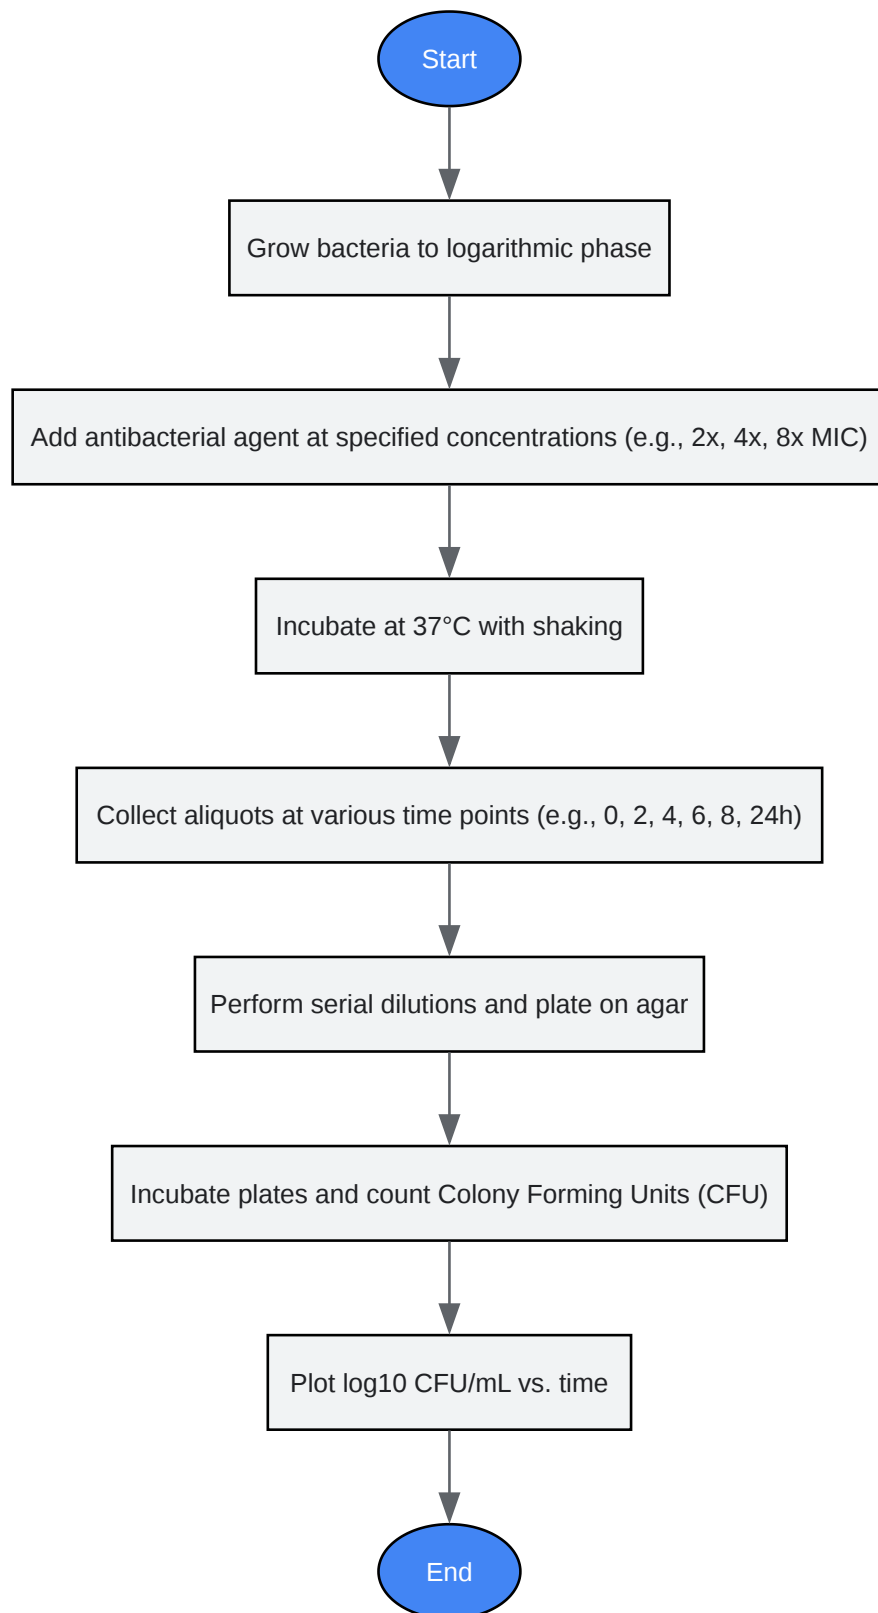 Start
Grow bacteria to logarithmic phase
Add antibacterial agent at specified concentrations (e.g., 2x, 4x, 8x MIC)
Incubate at 37°C with shaking
Collect aliquots at various time points (e.g., 0, 2, 4, 6, 8, 24h)
Perform serial dilutions and plate on agar
Incubate plates and count Colony Forming Units (CFU)
Plot log10 CFU/mL vs. time
End